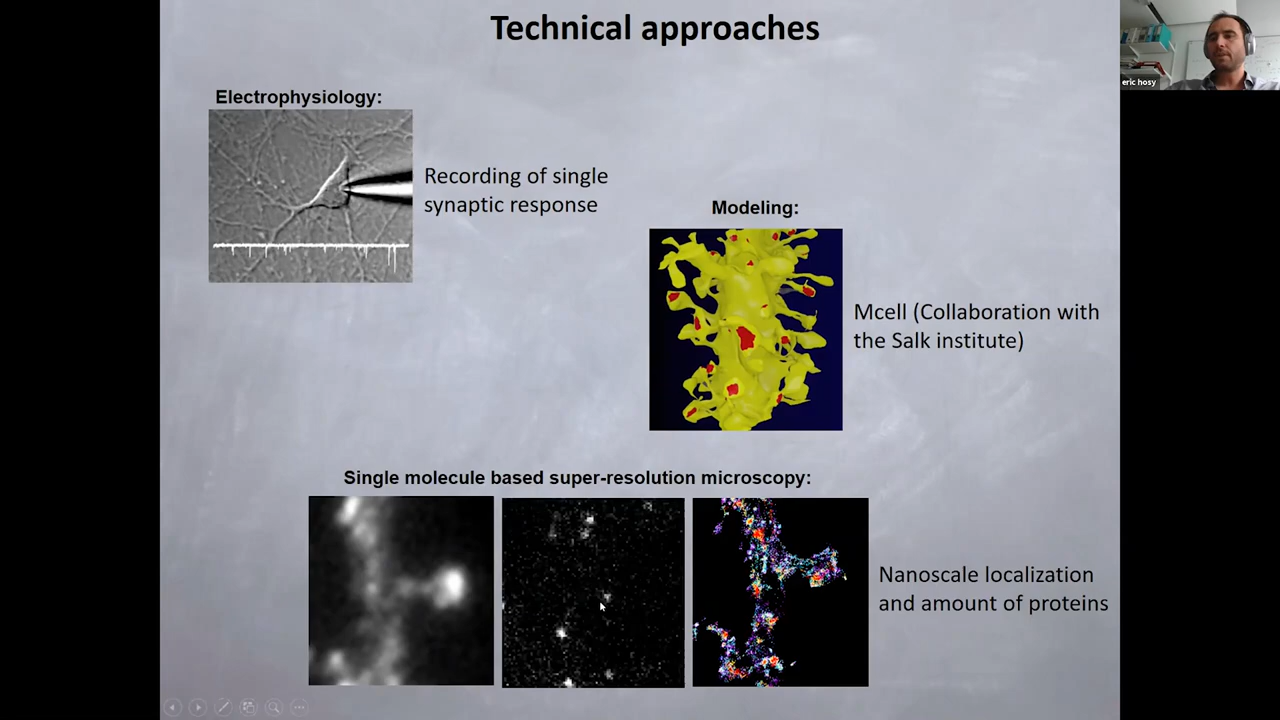 Technical approaches
eric hosy
Electrophysiology:
Recording of single
synaptic response
Modeling:
Mcell (Collaboration with
the Salk institute)
Single molecule based super-resolution microscopy:
Nanoscale localization
and amount of proteins